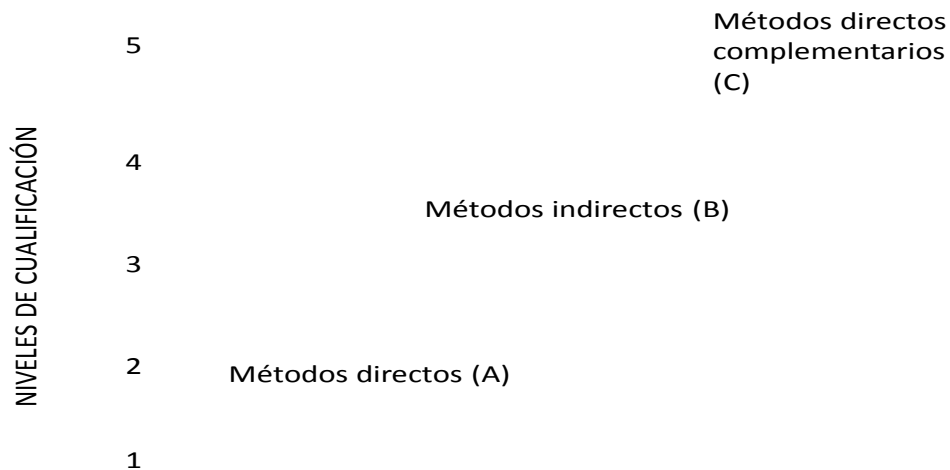 NIVELES DE CUALIFICACIÓN
5
Métodos directos
complementarios
(C)
4
Métodos indirectos (B)
3
2
Métodos directos (A)
1